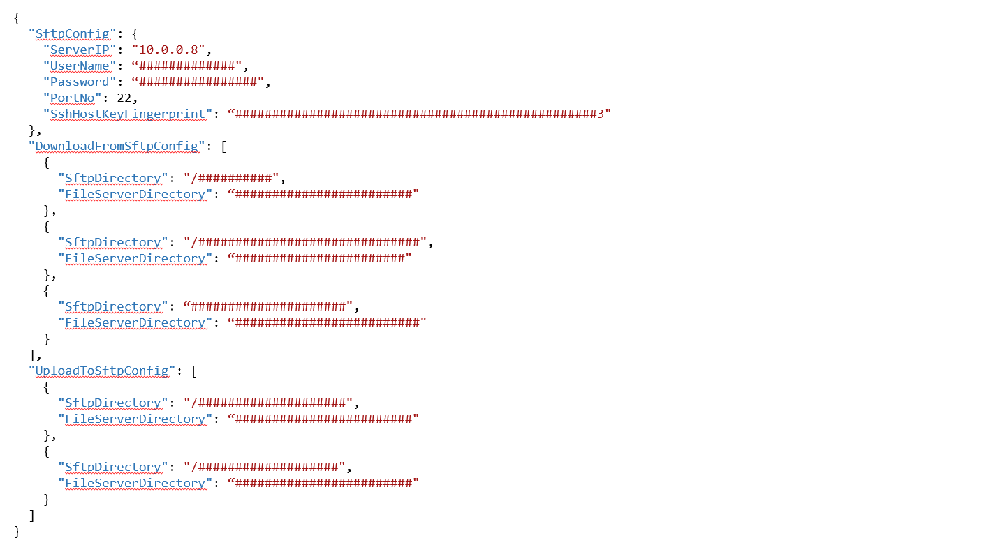 {
  "SftpConfig": {
    "ServerIP": "10.0.0.8",
    "UserName": “#############",
    "Password": “################",
    "PortNo": 22,
    "SshHostKeyFingerprint": “#################################################3"
  },
  "DownloadFromSftpConfig": [
    {
      "SftpDirectory": "/##########",
      "FileServerDirectory": “########################"
    },
    {
      "SftpDirectory": "/##############################",
      "FileServerDirectory": “#######################"
    },
    {
      "SftpDirectory": “#####################",
      "FileServerDirectory": “#########################"
    }
  ],
  "UploadToSftpConfig": [
    {
      "SftpDirectory": "/####################",
      "FileServerDirectory": “########################"
    },
    {
      "SftpDirectory": "/###################",
      "FileServerDirectory": “########################"
    }
  ]
}